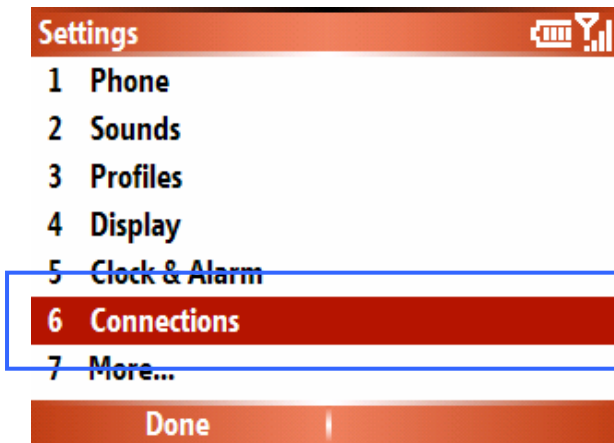 Settings
1 Phone
2 Sounds
3 Profiles
4 Display
5 Clock & Alarm
6 Connections
7 More...
Done